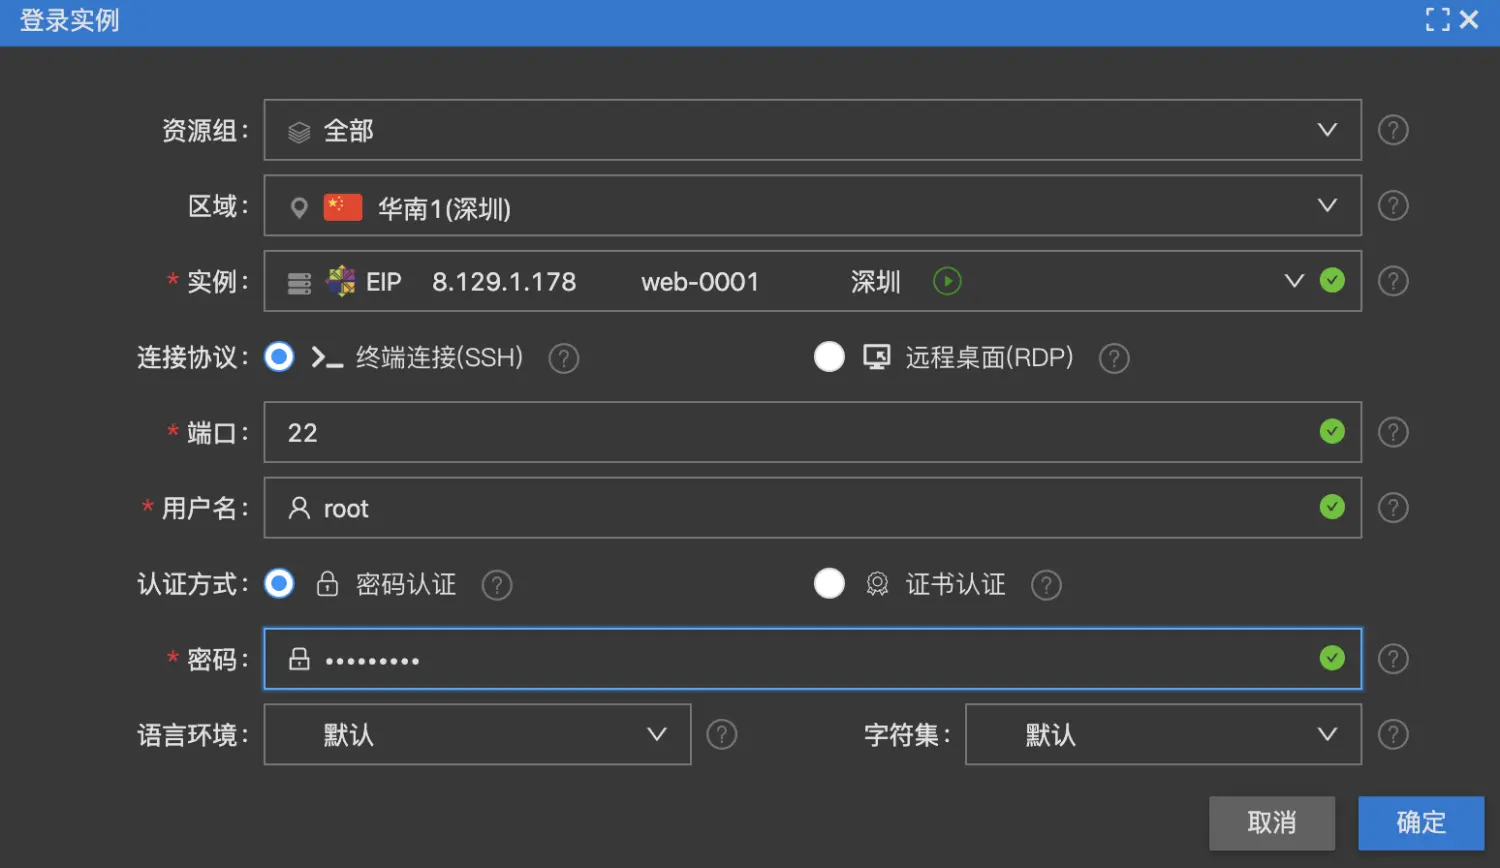 登录实例
资源组: 全部
区域: 华南1(深圳)
* 实例: EIP 8.129.1.178 web-0001 深圳
连接协议: 终端连接(SSH) 远程桌面(RDP)
* 端口: 22
* 用户名: root
认证方式: 密码认证 证书认证
* 密码: •••••••••
语言环境: 默认 字符集: 默认
取消 确定